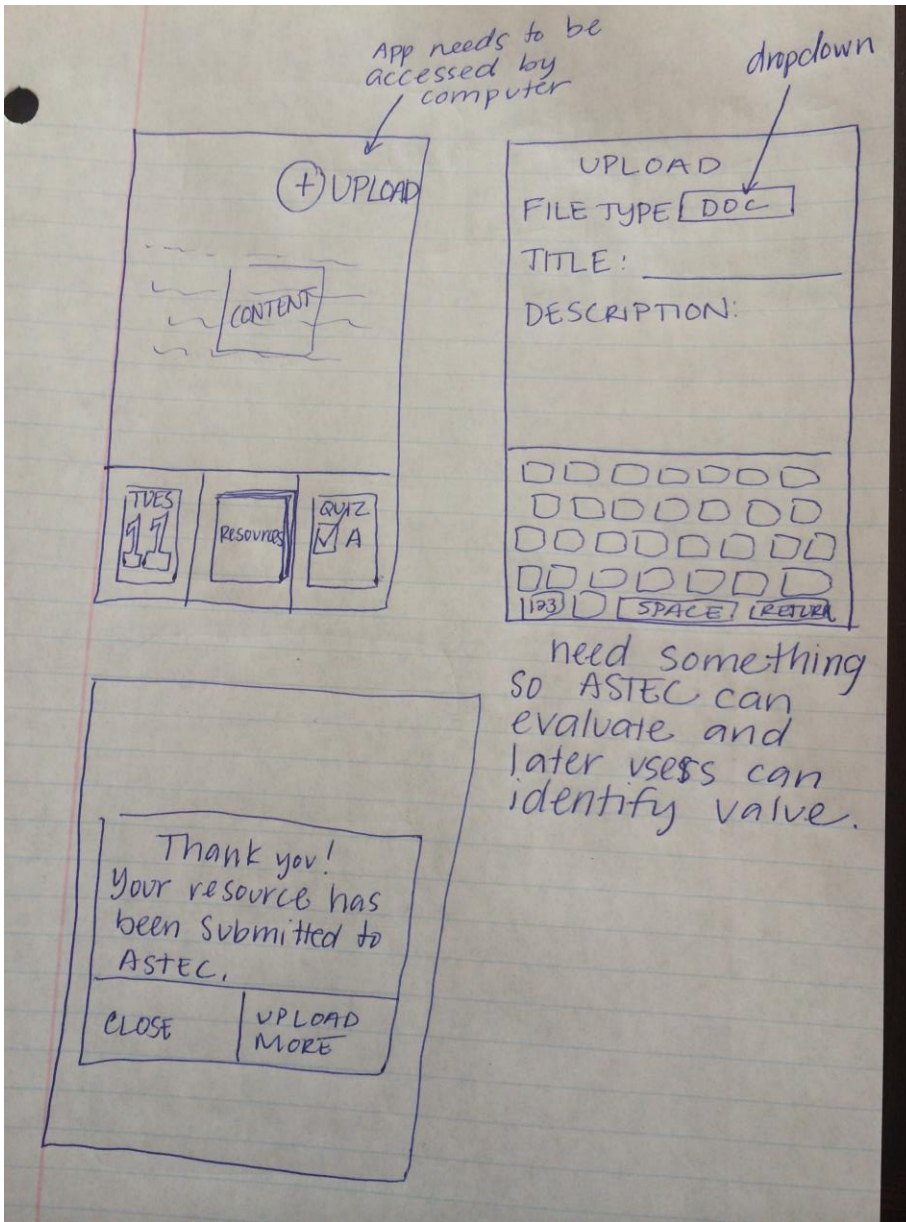 App needs to be
accessed by
computer
dropdown
+ UPLOAD
CONTENT
TUES
11
Resources
QUIZ
A
UPLOAD
FILE TYPE DOC
TITLE:
DESCRIPTION:
123 SPACE RETURN
need something
so ASTEC can
evaluate and
later users can
identify value.
Thank you!
Your resource has
been submitted to
ASTEC.
CLOSE
UPLOAD
MORE